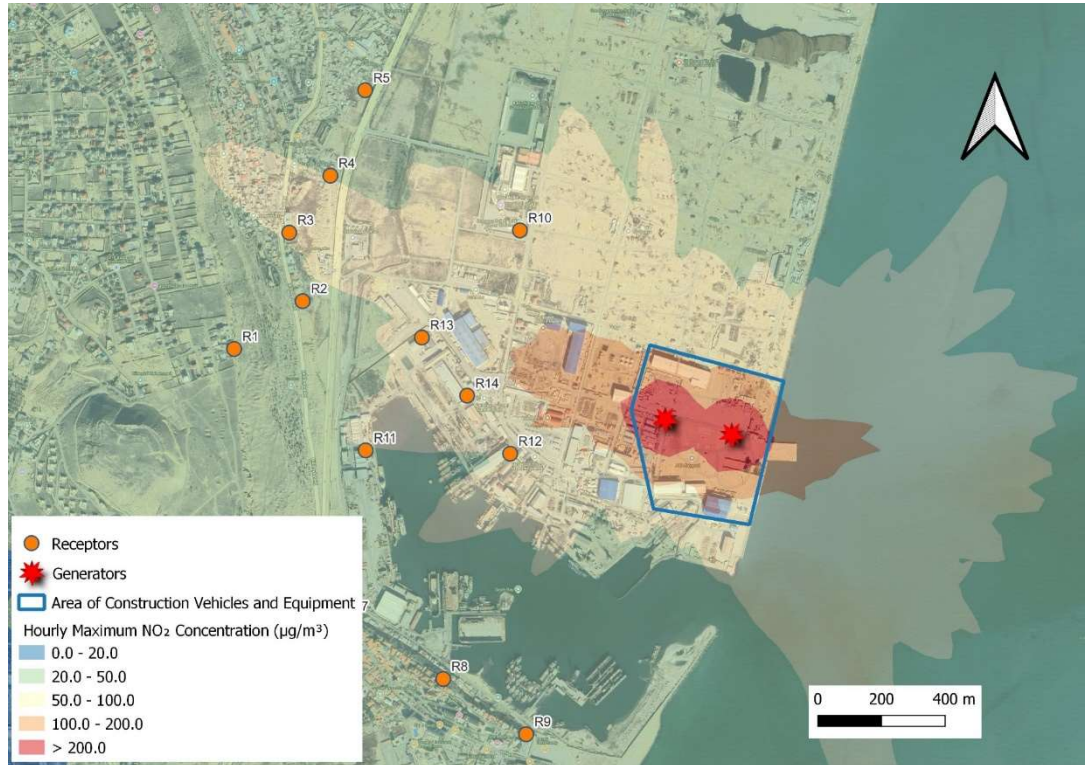 R5
R4
R3
R10
R2
R1
R13
R14
R11
R12
Receptors
Generators
Area of Construction Vehicles and Equipment
7
Hourly Maximum NO₂ Concentration (µg/m³)
0.0 - 20.0
20.0 - 50.0
50.0 - 100.0
100.0 - 200.0
> 200.0
R8
R9
0 200 400 m